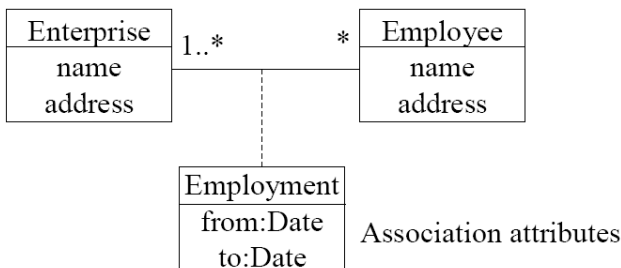 Enterprise
name
address
1..*
*
Employee
name
address
Employment
from:Date
to:Date
Association attributes